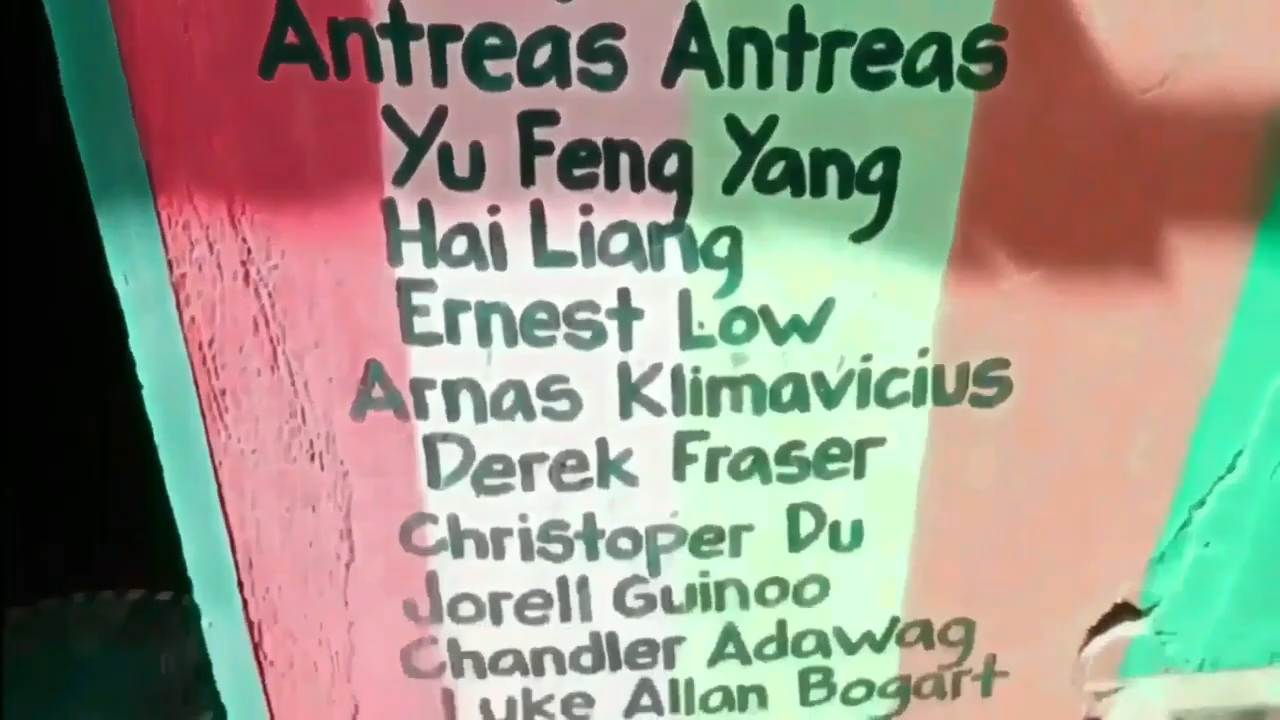 Antreas Antreas
Yu Feng Yang
Hai Liang
Ernest Low
Arnas Klimavicius
Derek Fraser
Christoper Du
Jorell Guinoo
Chandler Adawag
Luke Allan Bogart